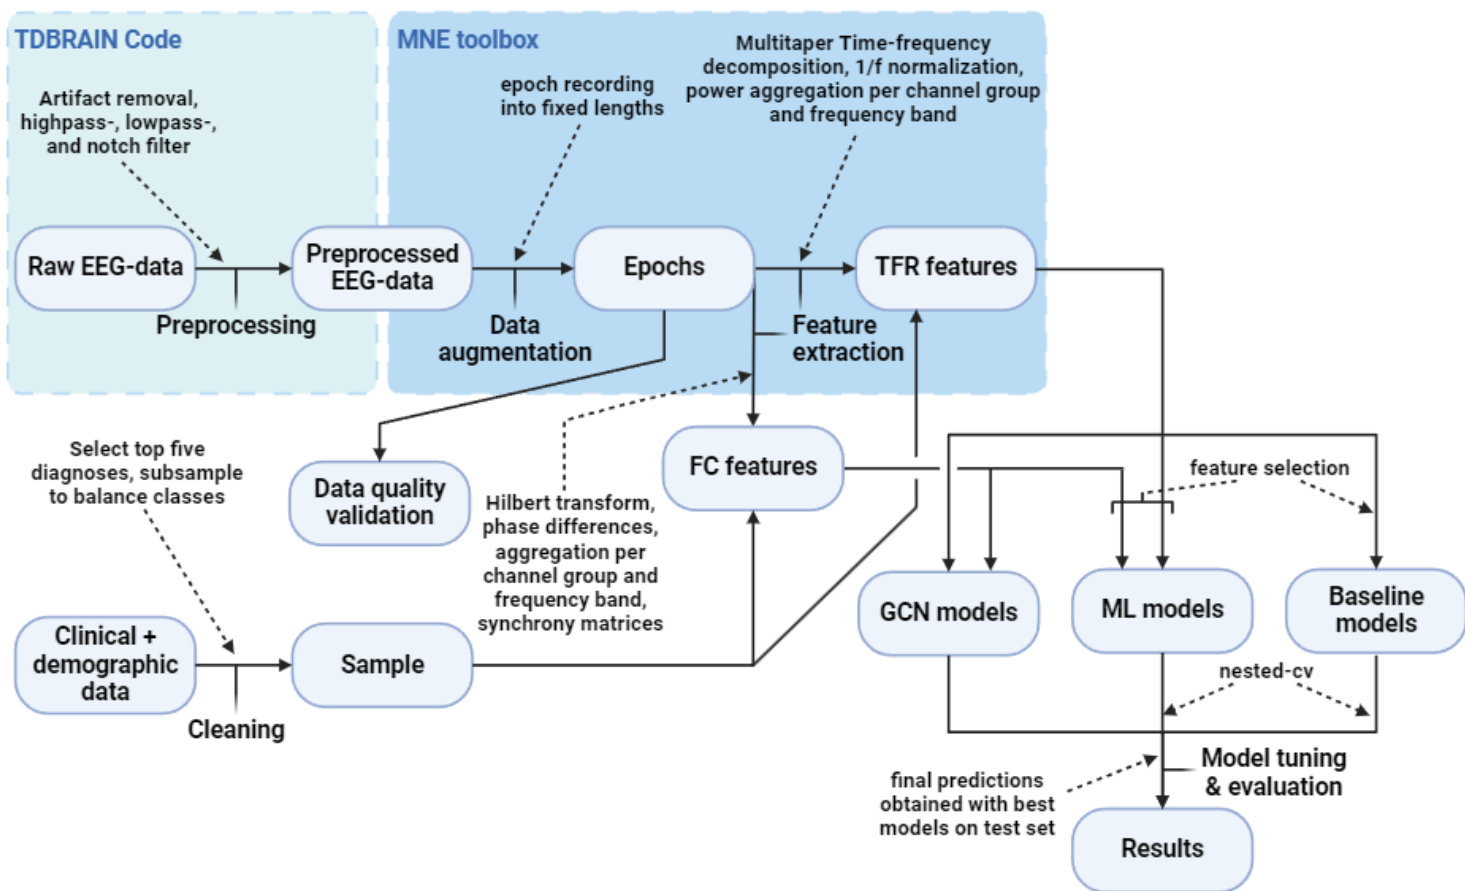 TDBRAIN Code
MNE toolbox
Artifact removal,
highpass-, lowpass-,
and notch filter
epoch recording
into fixed lengths
Multitaper Time-frequency
decomposition, 1/f normalization,
power aggregation per channel group
and frequency band
Raw EEG-data
Preprocessed
EEG-data
Epochs
TFR features
Preprocessing
Data
augmentation
Feature
extraction
Select top five
diagnoses, subsample
to balance classes
Data quality
validation
FC features
feature selection
Hilbert transform,
phase differences,
aggregation per
channel group and
frequency band,
synchrony matrices
GCN models
ML models
Baseline
models
Clinical +
demographic
data
Sample
Cleaning
nested-cv
final predictions
obtained with best
models on test set
Model tuning
& evaluation
Results